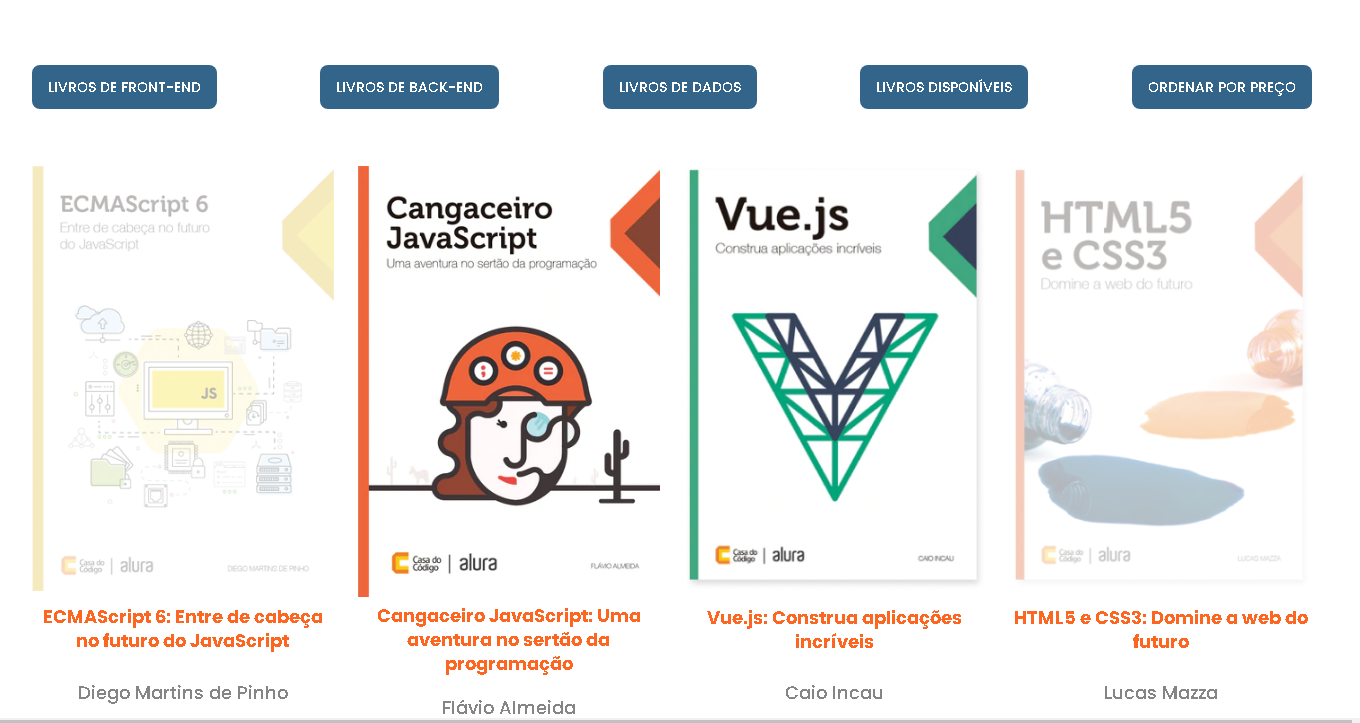 LIVROS DE FRONT-END
LIVROS DE BACK-END
LIVROS DE DADOS
LIVROS DISPONÍVEIS
ORDENAR POR PREÇO
ECMAScript 6
Entre de cabeça no futuro
do JavaScript
JS
Casa do
Código
alura
DIEGO MARTINS DE PINHO
ECMAScript 6: Entre de cabeça
no futuro do JavaScript
Diego Martins de Pinho
Cangaceiro
JavaScript
Uma aventura no sertão da programação
; * =
Casa do
Código
alura
FLÁVIO ALMEIDA
Cangaceiro JavaScript: Uma
aventura no sertão da
programação
Flávio Almeida
Vue.js
Construa aplicações incríveis
Casa do
Código
alura
CAIO INCAU
Vue.js: Construa aplicações
incríveis
Caio Incau
HTML5
e CSS3
Domine a web do futuro
Casa do
Código
alura
LUCAS MAZZA
HTML5 e CSS3: Domine a web do
futuro
Lucas Mazza